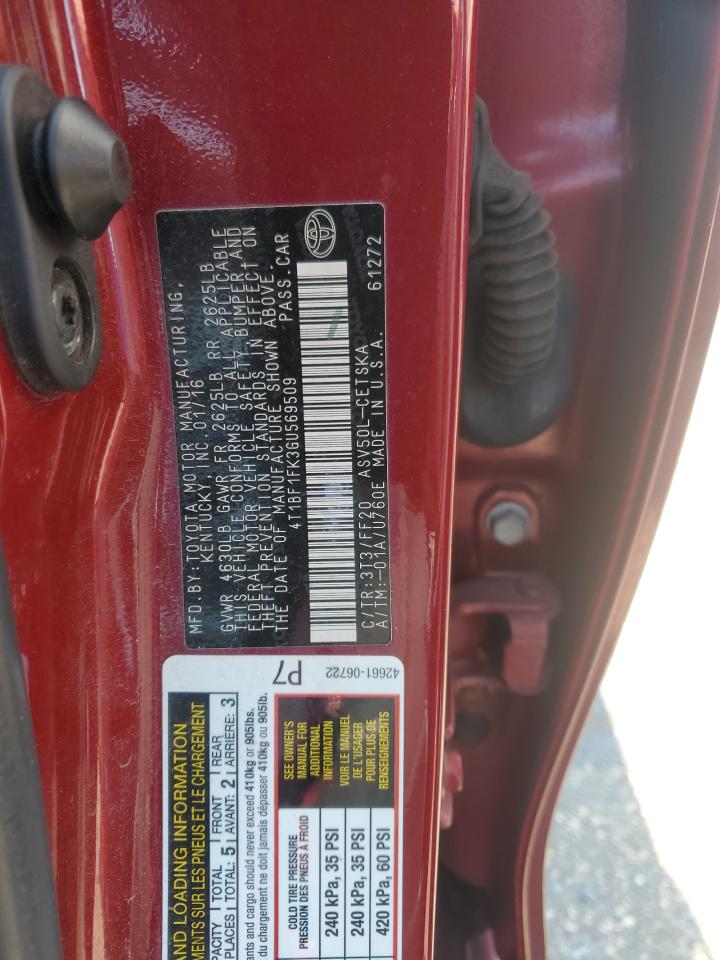 MFD.BY:TOYOTA MOTOR MANUFACTURING,
KENTUCKY, INC. 01/16
GVWR 4630LB GAWR FR 2625LB RR 2625LB
THIS VEHICLE CONFORMS TO ALL APPLICABLE
FEDERAL MOTOR VEHICLE SAFETY, BUMPER,AND
THEFT PREVENTION STANDARDS IN EFFECT ON
THE DATE OF MANUFACTURE SHOWN ABOVE.
4T1BF1FK3GU569509 PASS.CAR
C/TR:3T3/FF20 ASV50L-CETSKA
A/TM:-01A/U760E MADE IN U.S.A. 61272
P7
42661-06722
AND LOADING INFORMATION
SUR LES PNEUS ET LE CHARGEMENT
TOTAL FRONT REAR
PLACES TOTAL: 5 AVANT: 2 ARRIÈRE: 3
and cargo should never exceed 410kg or 905lbs.
du chargement ne doit jamais dépasser 410kg ou 905lb.
COLD TIRE PRESSURE
PRESSION DES PNEUS À FROID
240 kPa, 35 PSI
240 kPa, 35 PSI
420 kPa, 60 PSI
SEE OWNER'S
MANUAL FOR
ADDITIONAL
INFORMATION
VOIR LE MANUEL
DE L'USAGER
POUR PLUS DE
RENSEIGNEMENTS